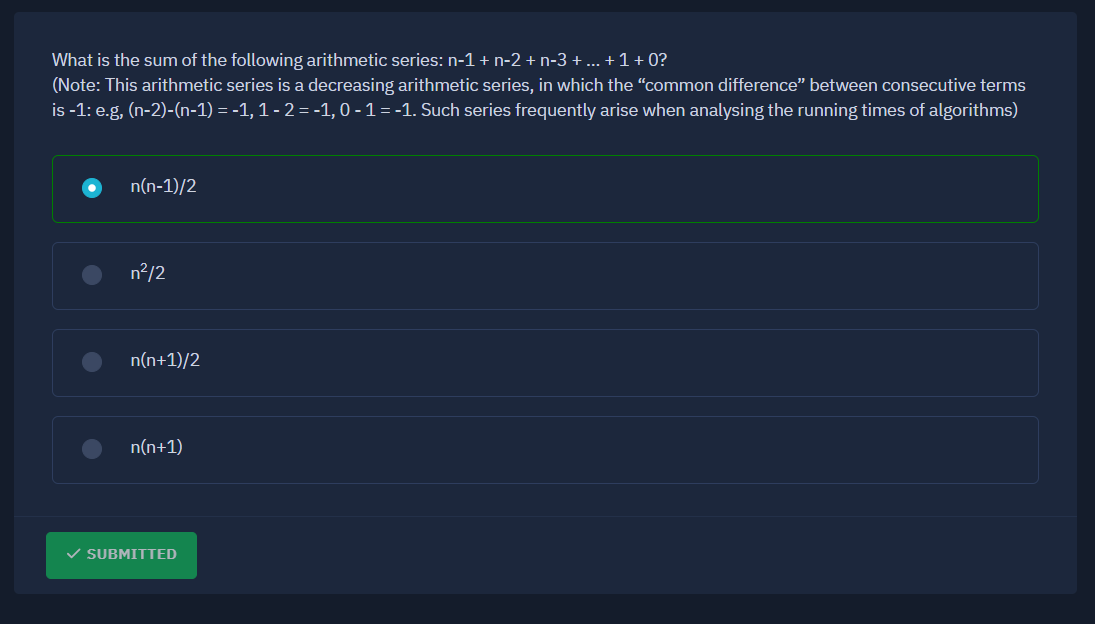 What is the sum of the following arithmetic series: n-1 + n-2 + n-3 + ... + 1 + 0?
(Note: This arithmetic series is a decreasing arithmetic series, in which the “common difference” between consecutive terms
is -1: e.g, (n-2)-(n-1) = -1, 1 - 2 = -1, 0 - 1 = -1. Such series frequently arise when analysing the running times of algorithms)
n(n-1)/2
n²/2
n(n+1)/2
n(n+1)
SUBMITTED